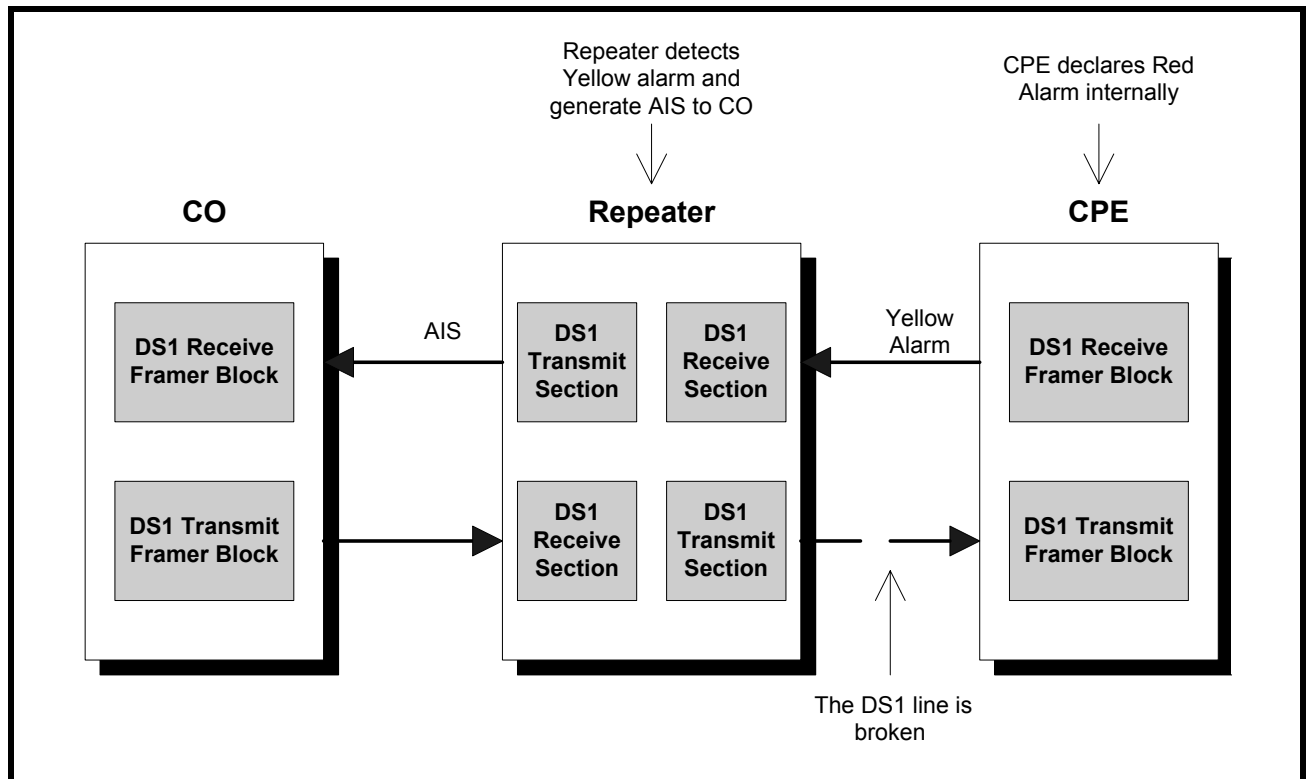 Repeater detects
Yellow alarm and
generate AIS to CO
CPE declares Red
Alarm internally
CO
Repeater
CPE
DS1 Receive
Framer Block
AIS
DS1
Transmit
Section
DS1
Receive
Section
Yellow
Alarm
DS1 Receive
Framer Block
DS1 Transmit
Framer Block
DS1
Receive
Section
DS1
Transmit
Section
DS1 Transmit
Framer Block
The DS1 line is
broken